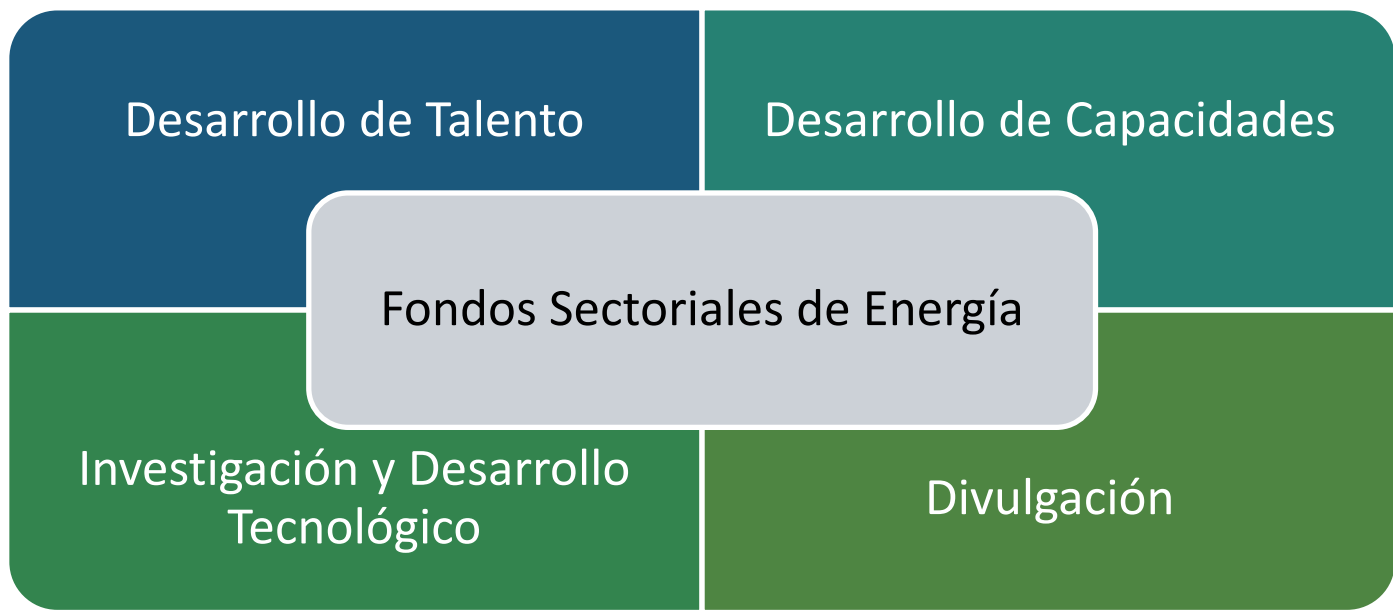 Desarrollo de Talento
Desarrollo de Capacidades
Fondos Sectoriales de Energía
Investigación y Desarrollo
Tecnológico
Divulgación